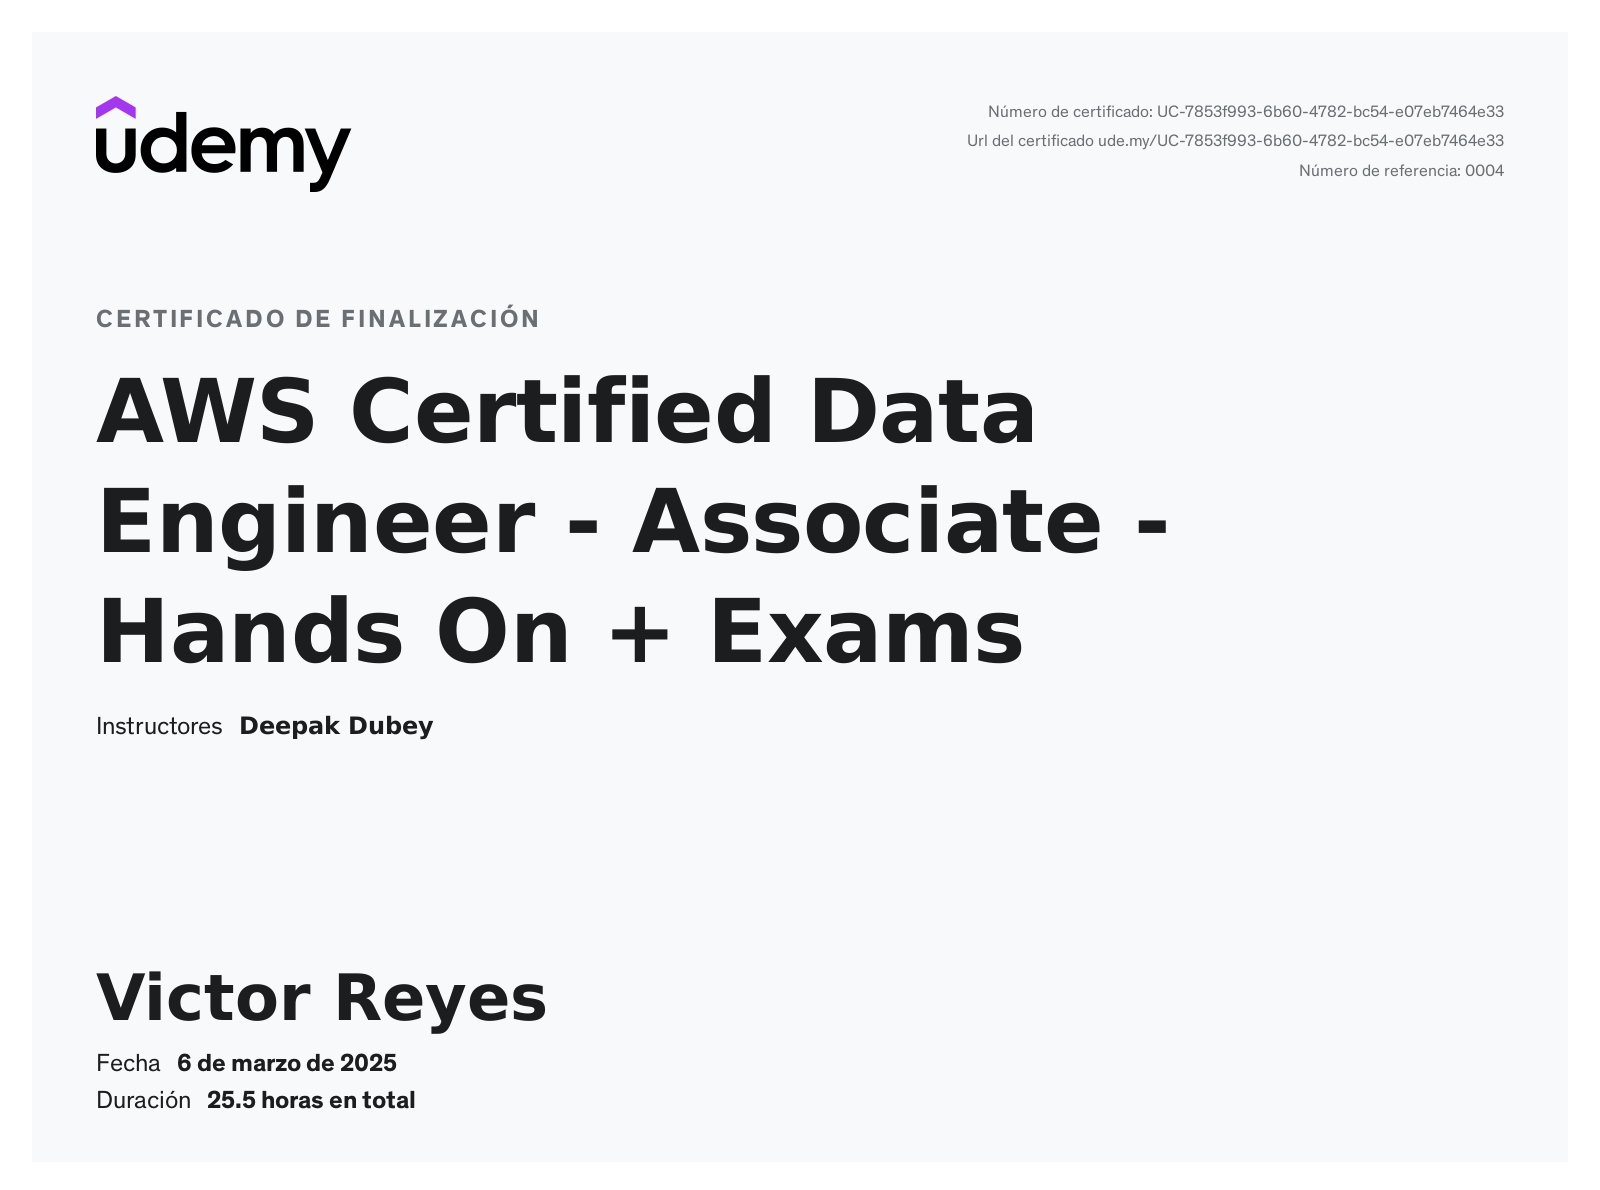 udemy
Número de certificado: UC-7853f993-6b60-4782-bc54-e07eb7464e33
Url del certificado ude.my/UC-7853f993-6b60-4782-bc54-e07eb7464e33
Número de referencia: 0004
CERTIFICADO DE FINALIZACIÓN
AWS Certified Data
Engineer - Associate -
Hands On + Exams
Instructores Deepak Dubey
Victor Reyes
Fecha 6 de marzo de 2025
Duración 25.5 horas en total